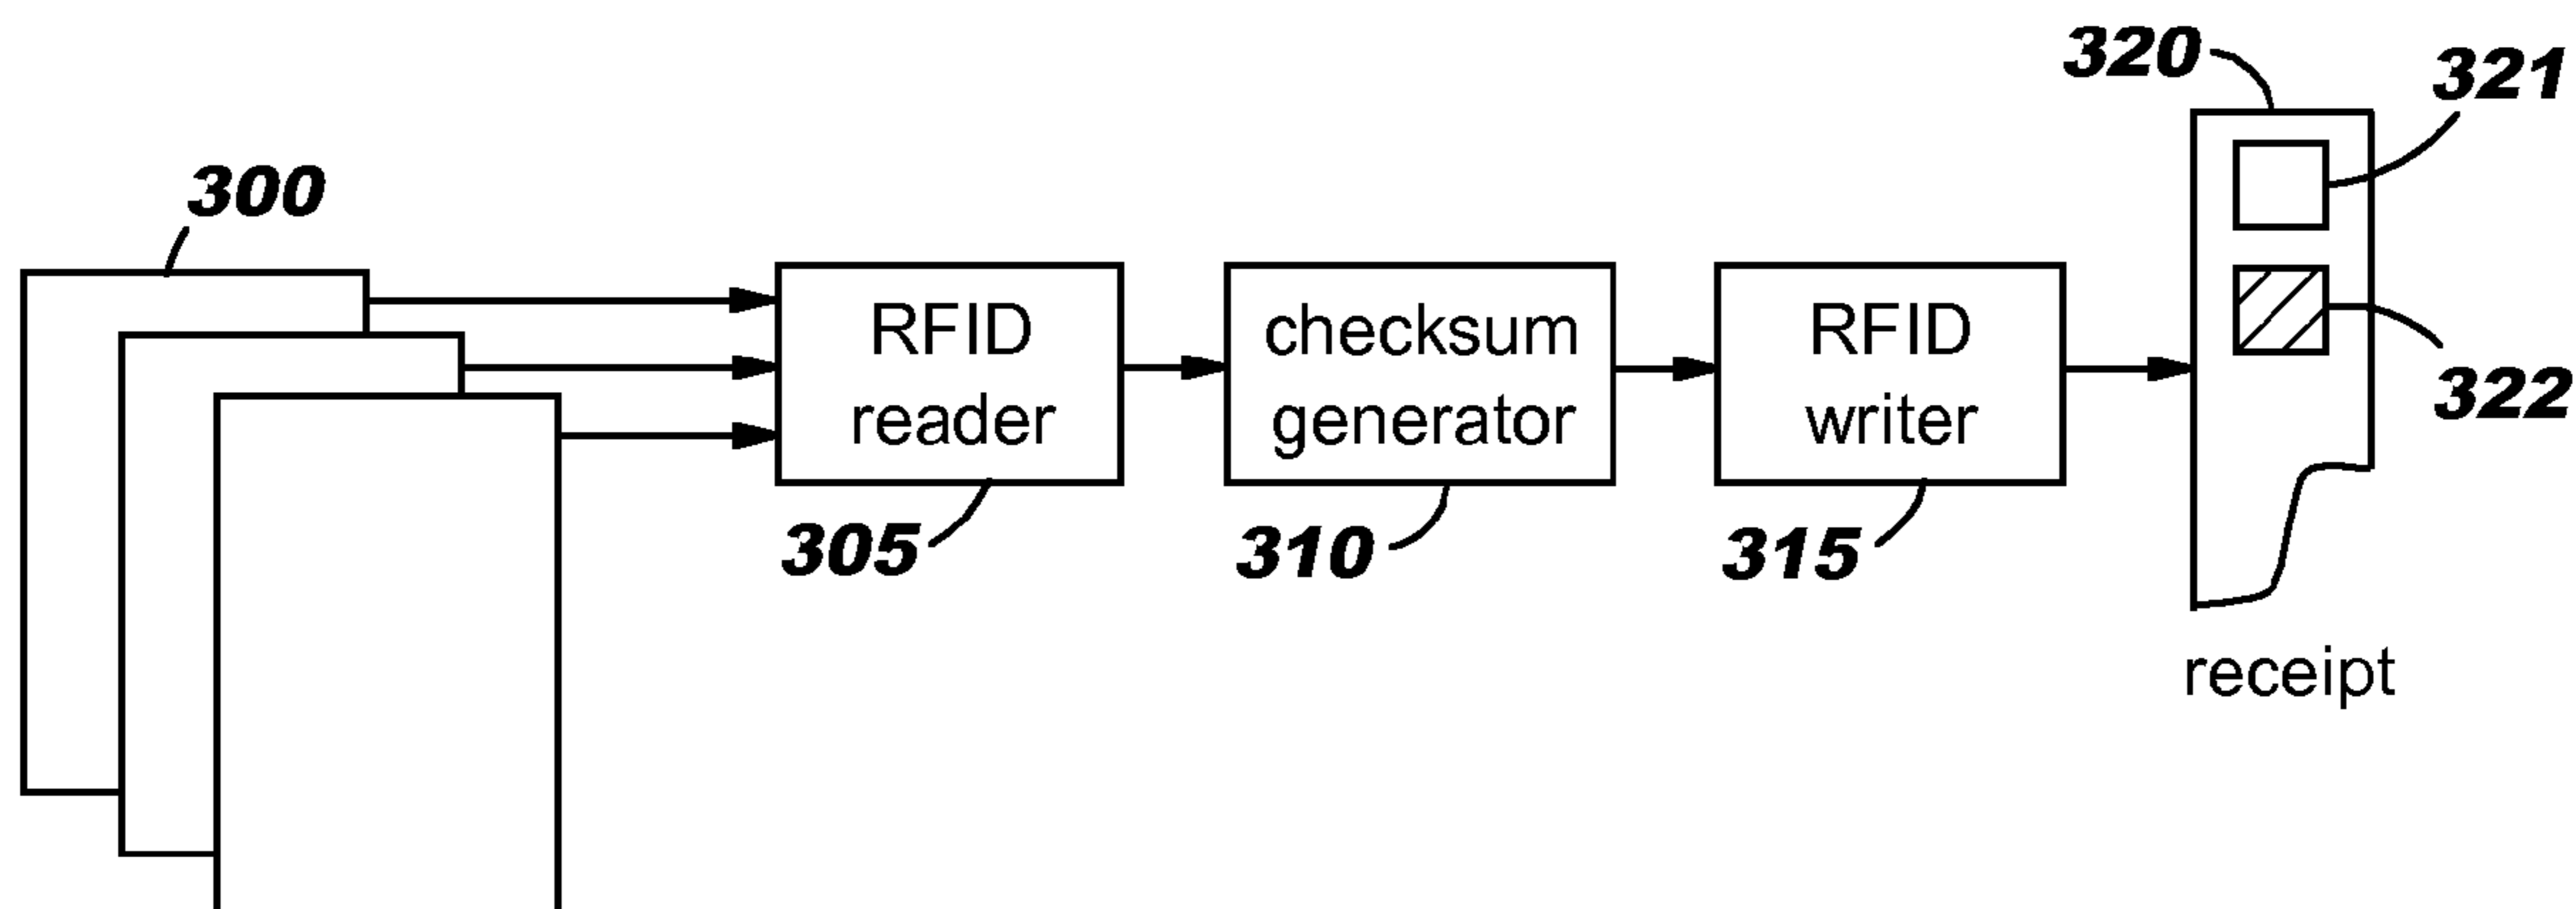 320
321
300
RFID
reader
checksum
generator
RFID
writer
322
305
310
315
receipt